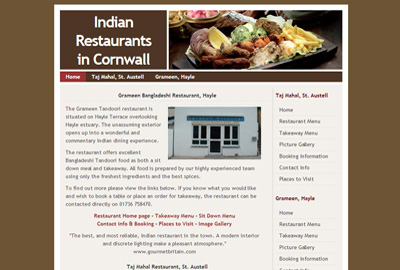 Indian
Restaurants
in Cornwall
Home Taj Mahal, St. Austell Grameen, Hayle
Grameen Bangladeshi Restaurant, Hayle
The Grameen Tandoori restaurant is
situated on Hayle Terrace overlooking
Hayle estuary. The unassuming exterior
opens up into a wonderful and
commentary Indian dining experience.
The restaurant offers excellent
Bangladeshi Tandoori food as both a sit
down meal and takeaway. All food is prepared by our highly experienced team
using only the freshest ingredients and the best spices.
To find out more please view the links below. If you know what you would like
and wish to book a table or place an order for takeaway, the restaurant can be
contacted directly on 01736 758470.
Restaurant Home page - Takeaway Menu - Sit Down Menu
Contact Info & Booking - Places to Visit - Image Gallery
"The best, and most reliable, Indian restaurant in the town. A modern interior
and discrete lighting make a pleasant atmosphere."
www.gourmetbritain.com
Taj Mahal Restaurant, St. Austell
Taj Mahal, St. Austell
Home
Restaurant Menu
Takeaway Menu
Picture Gallery
Booking Information
Contact Info
Places to Visit
Grameen, Hayle
Home
Restaurant Menu
Takeaway Menu
Picture Gallery
Booking Information
Contact Info